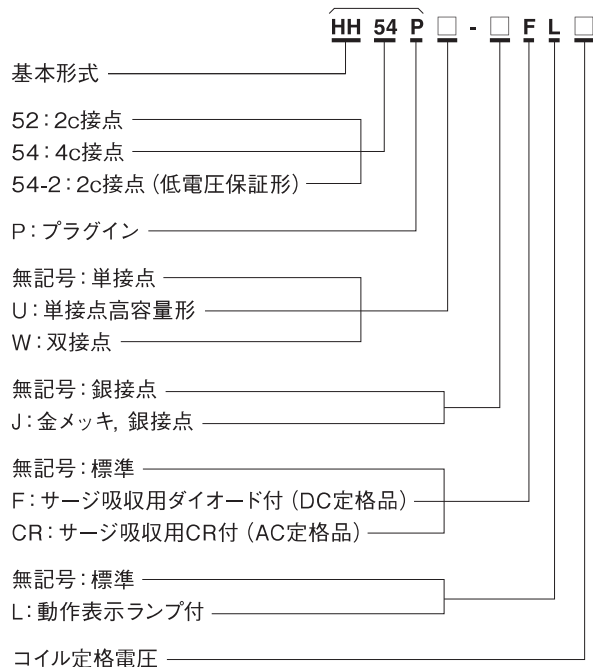 HH 54 P □ - □ F L □
基本形式
52：2c接点
54：4c接点
54-2：2c接点（低電圧保証形）
P：プラグイン
無記号：単接点
U：単接点高容量形
W：双接点
無記号：銀接点
J：金メッキ, 銀接点
無記号：標準
F：サージ吸収用ダイオード付（DC定格品）
CR：サージ吸収用CR付（AC定格品）
無記号：標準
L：動作表示ランプ付
コイル定格電圧